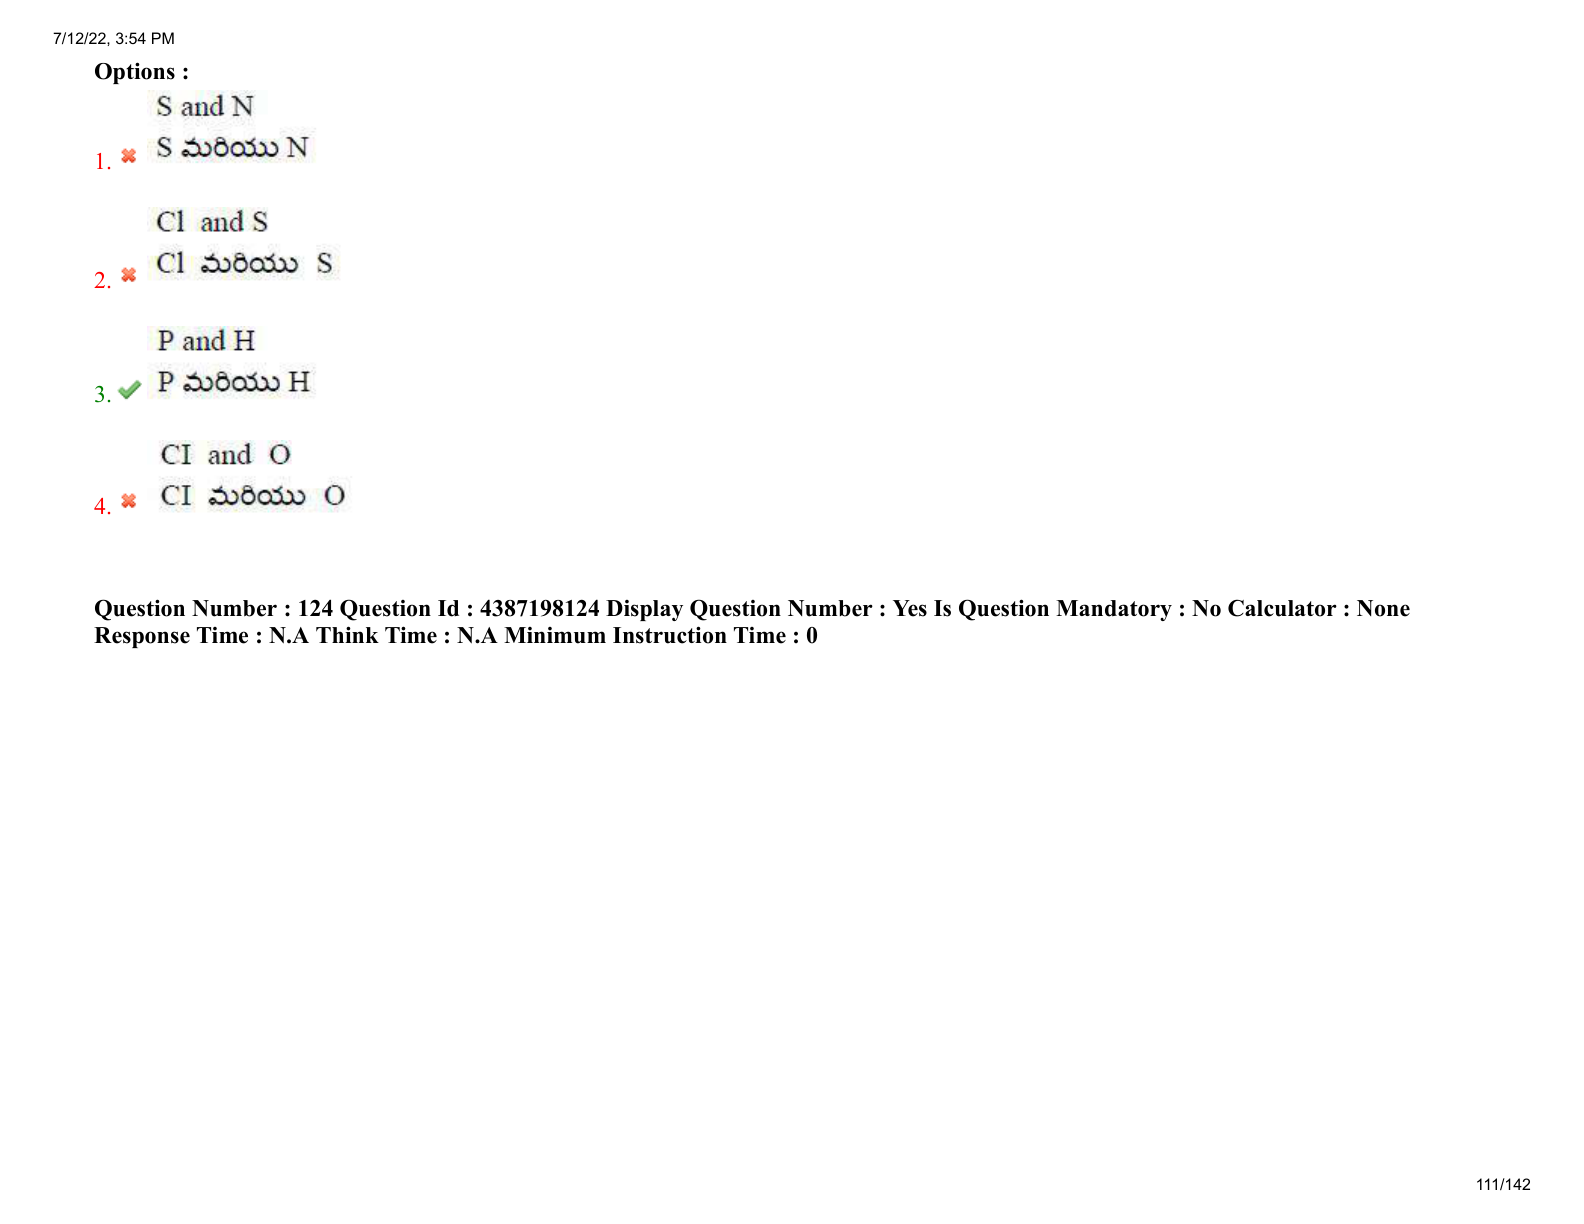 7/12/22, 3:54 PM
Options :
S and N
1. S మరియు N
Cl and S
2. Cl మరియు S
P and H
3. P మరియు H
CI and O
4. CI మరియు O
Question Number : 124 Question Id : 4387198124 Display Question Number : Yes Is Question Mandatory : No Calculator : None
Response Time : N.A Think Time : N.A Minimum Instruction Time : 0
111/142